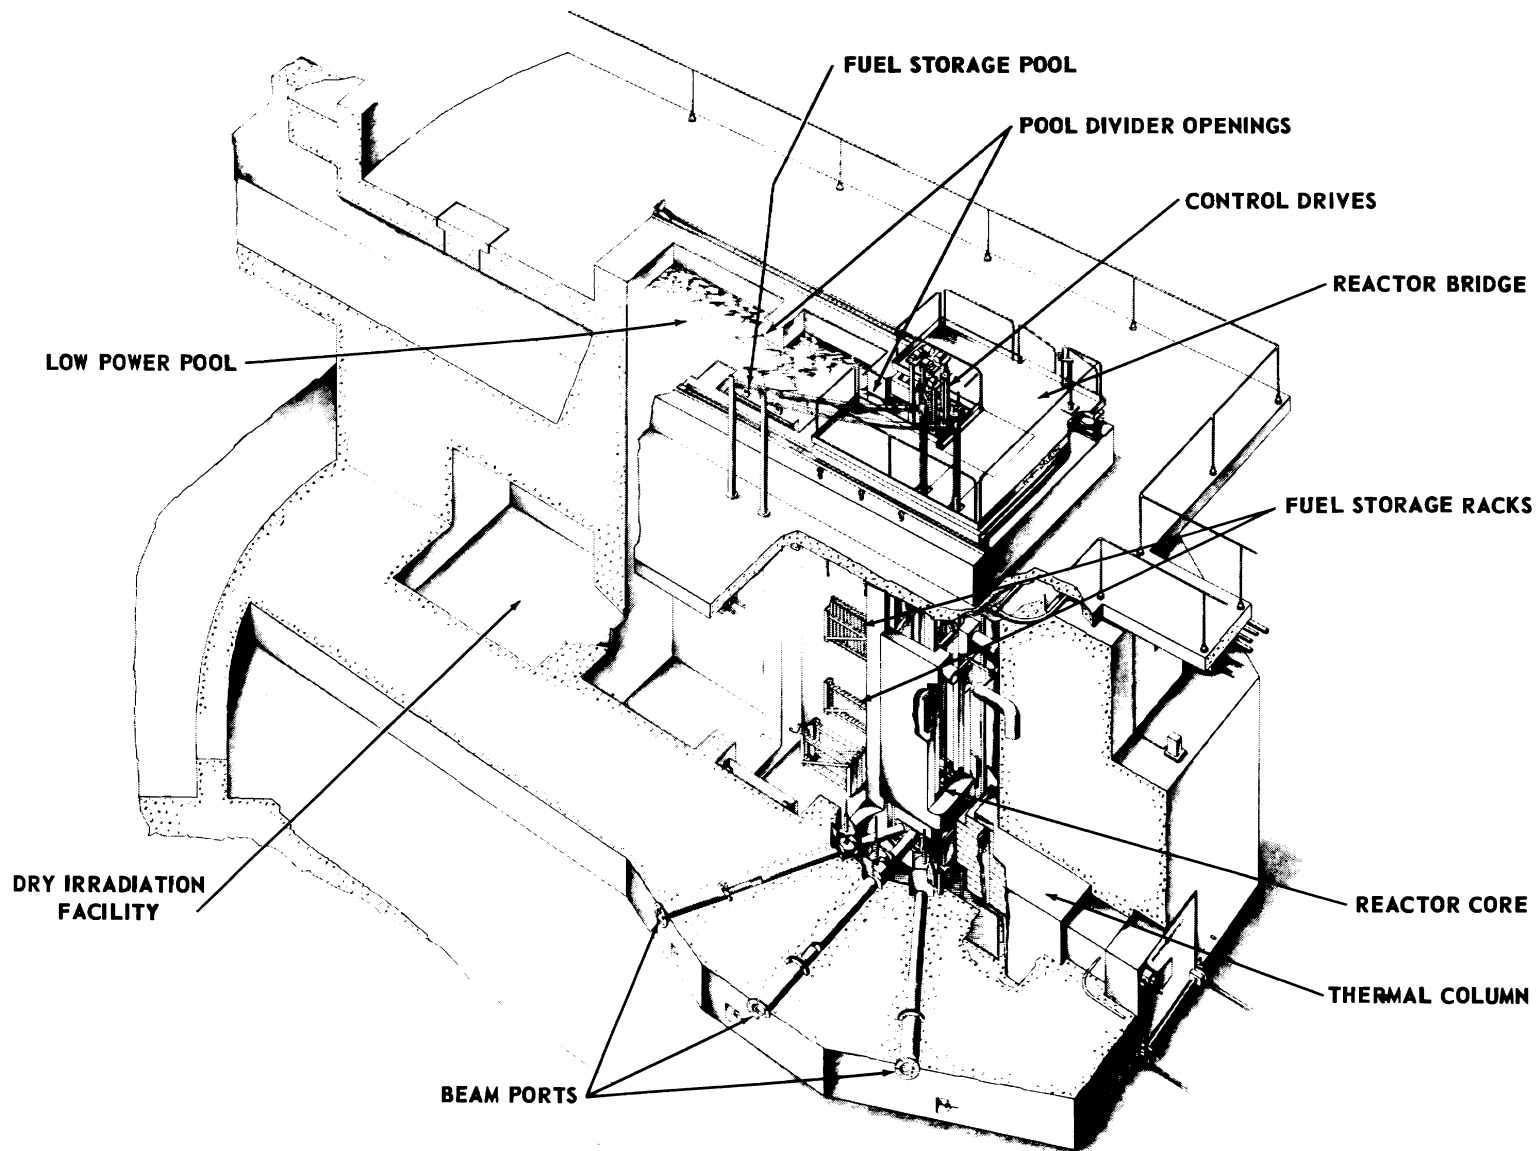 FUEL STORAGE POOL
POOL DIVIDER OPENINGS
CONTROL DRIVES
REACTOR BRIDGE
LOW POWER POOL
FUEL STORAGE RACKS
DRY IRRADIATION
FACILITY
REACTOR CORE
THERMAL COLUMN
BEAM PORTS